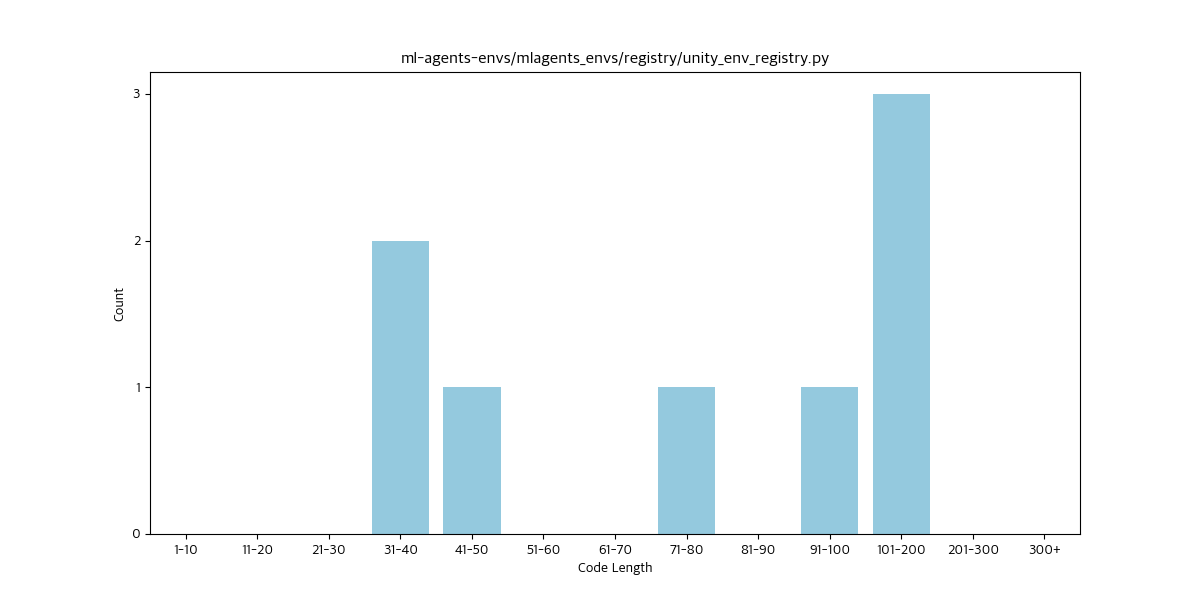 ml-agents-envs/mlagents_envs/registry/unity_env_registry.py
3
2
1
0
Count
1-10 11-20 21-30 31-40 41-50 51-60 61-70 71-80 81-90 91-100 101-200 201-300 300+
Code Length